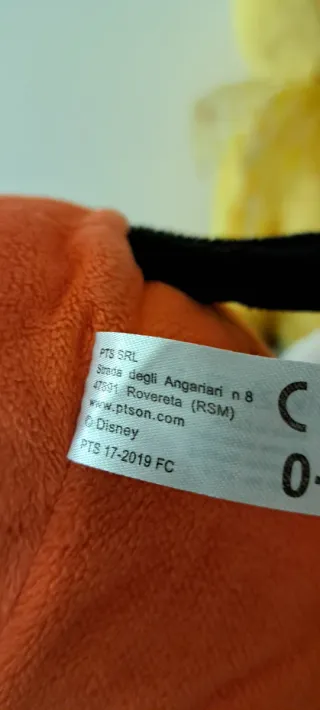 PTS SRL
Strada degli Angariari n 8
47891 Rovereta (RSM)
www.ptson.com
© Disney
PTS 17-2019 FC
C
0-